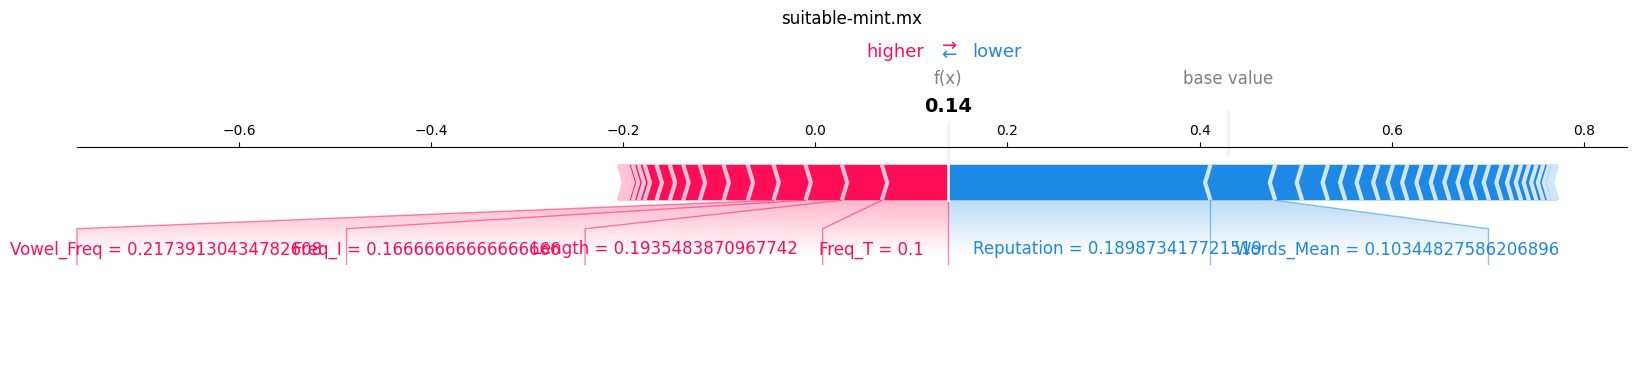 suitable-mint.mx
higher ⇄ lower
f(x) base value
0.14
−0.6 −0.4 −0.2 0.0 0.2 0.4 0.6 0.8
Vowel_Freq = 0.21739130434782608 Freq_I = 0.16666666666666666 Length = 0.1935483870967742 Freq_T = 0.1 Reputation = 0.189873417721519 Words_Mean = 0.10344827586206896